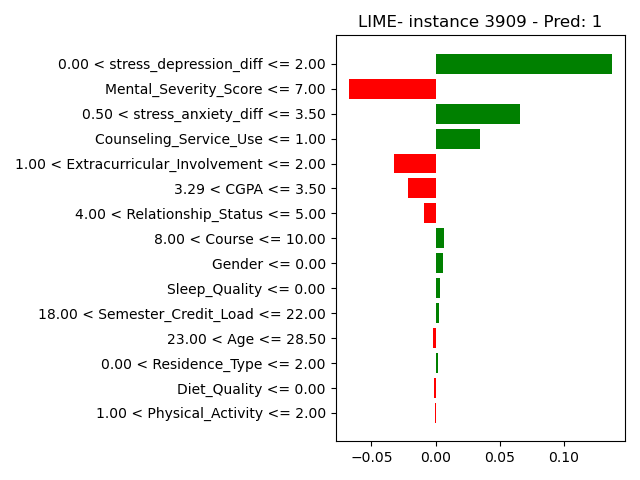 LIME- instance 3909 - Pred: 1
0.00 < stress_depression_diff <= 2.00
Mental_Severity_Score <= 7.00
0.50 < stress_anxiety_diff <= 3.50
Counseling_Service_Use <= 1.00
1.00 < Extracurricular_Involvement <= 2.00
3.29 < CGPA <= 3.50
4.00 < Relationship_Status <= 5.00
8.00 < Course <= 10.00
Gender <= 0.00
Sleep_Quality <= 0.00
18.00 < Semester_Credit_Load <= 22.00
23.00 < Age <= 28.50
0.00 < Residence_Type <= 2.00
Diet_Quality <= 0.00
1.00 < Physical_Activity <= 2.00
−0.05 0.00 0.05 0.10